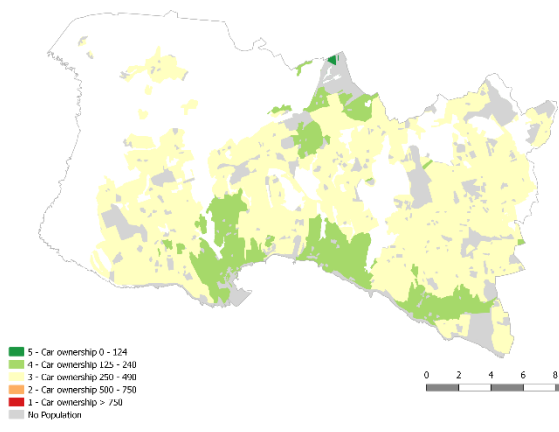 5 - Car ownership 0 - 124
4 - Car ownership 125 - 240
3 - Car ownership 250 - 490
2 - Car ownership 500 - 750
1 - Car ownership > 750
No Population
0 2 4 6 8